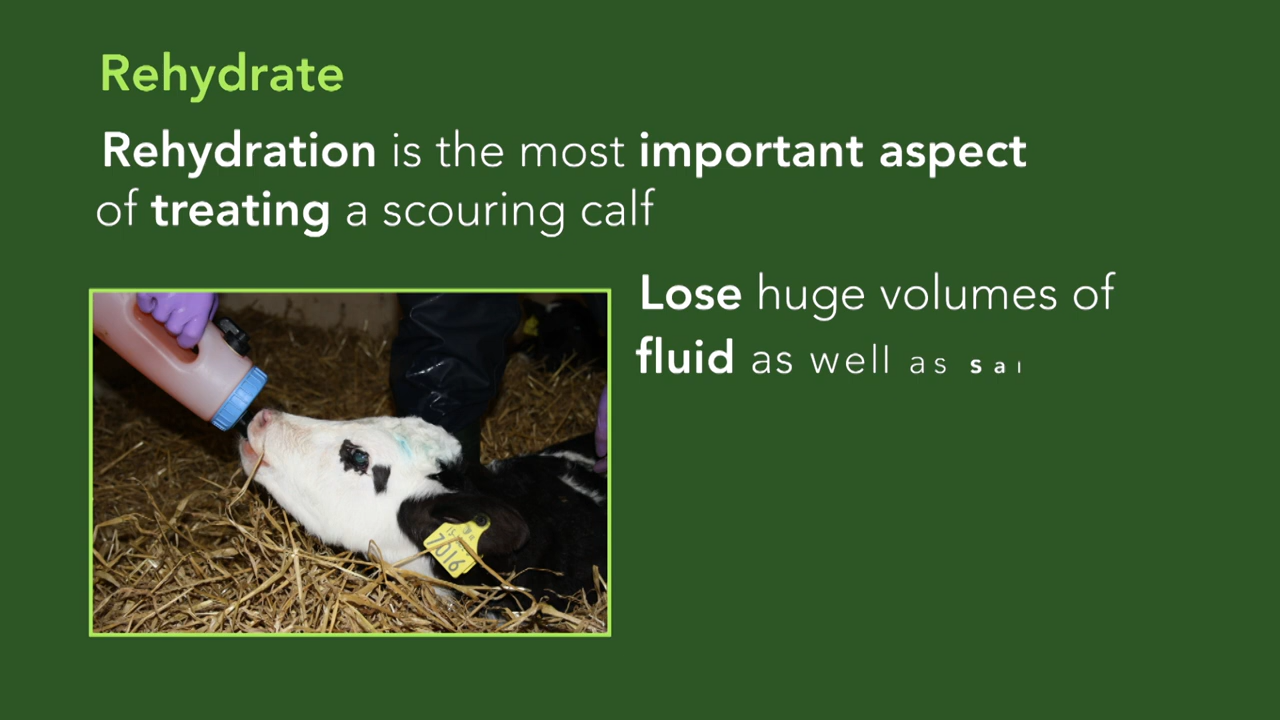 Rehydrate
Rehydration is the most important aspect
of treating a scouring calf
Lose huge volumes of
fluid as well as
7016